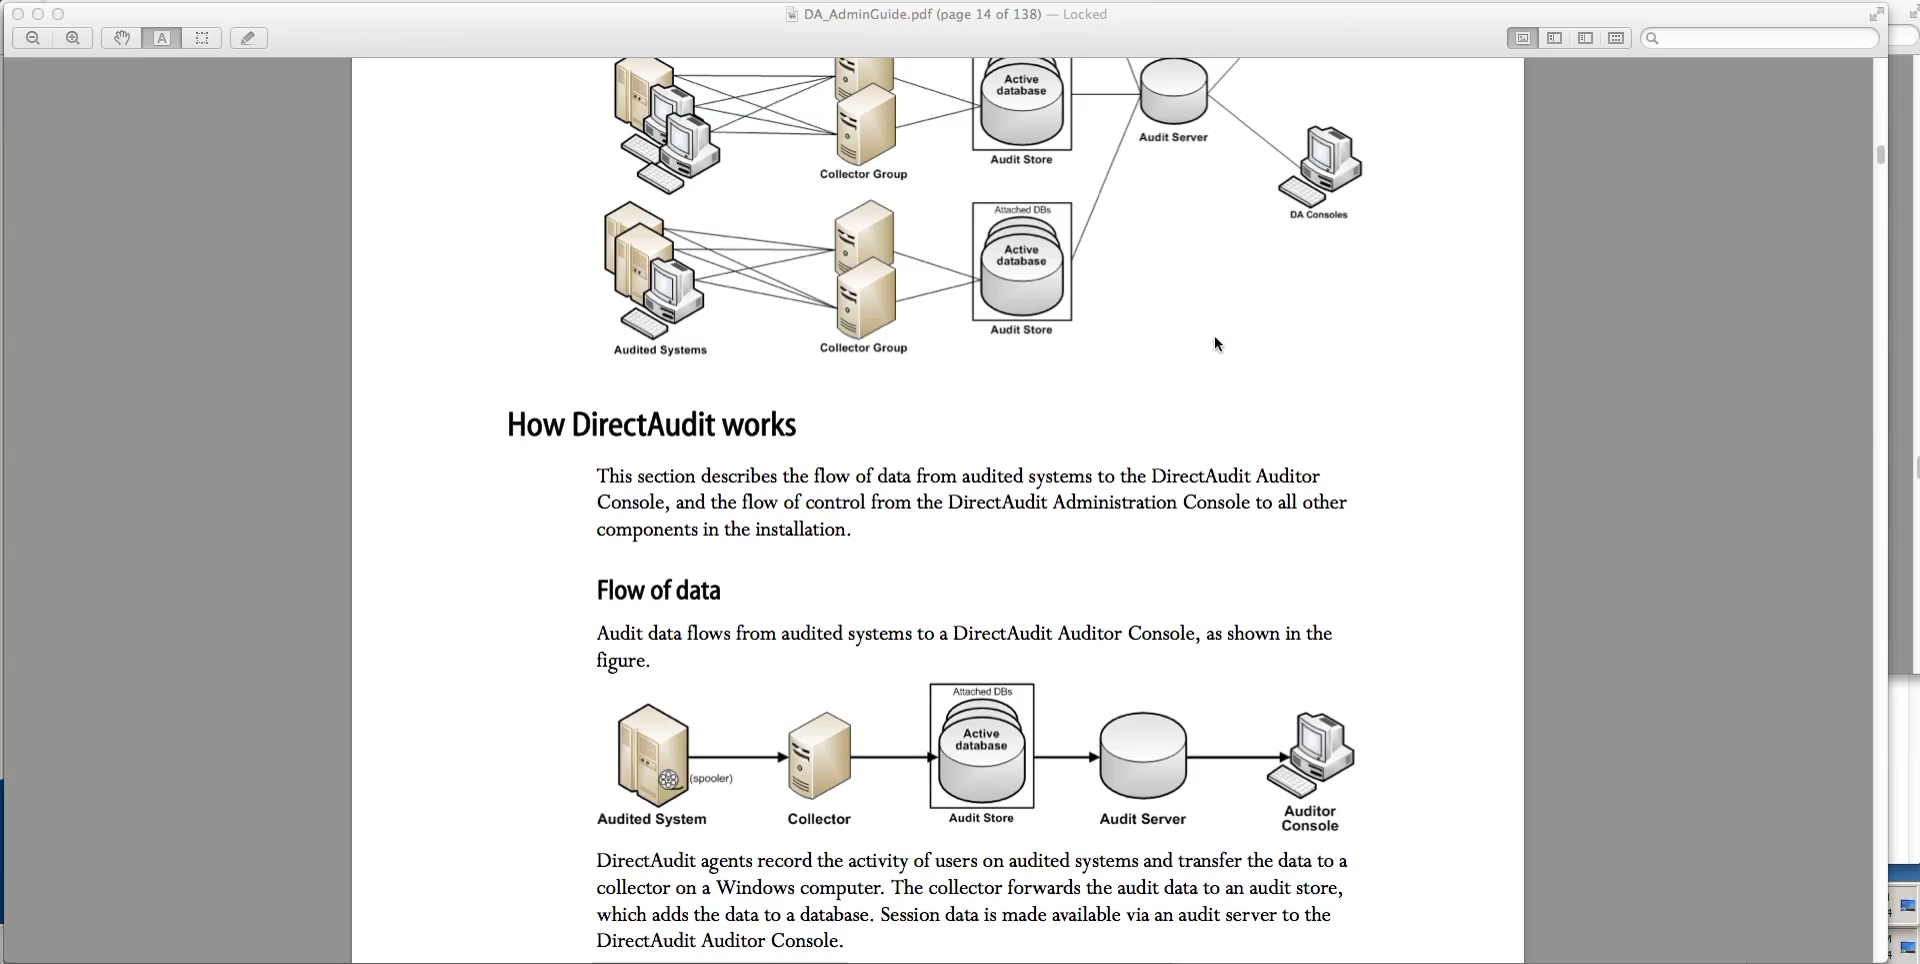 DA_AdminGuide.pdf (page 14 of 138) — Locked
A
Active
database
Audit Store
Collector Group
Audit Server
DA Consoles
Attached DBs
Active
database
Audit Store
Audited Systems
Collector Group
How DirectAudit works
This section describes the flow of data from audited systems to the DirectAudit Auditor
Console, and the flow of control from the DirectAudit Administration Console to all other
components in the installation.
Flow of data
Audit data flows from audited systems to a DirectAudit Auditor Console, as shown in the
figure.
Attached DBs
Active
database
(spooler)
Audited System
Collector
Audit Store
Audit Server
Auditor
Console
DirectAudit agents record the activity of users on audited systems and transfer the data to a
collector on a Windows computer. The collector forwards the audit data to an audit store,
which adds the data to a database. Session data is made available via an audit server to the
DirectAudit Auditor Console.